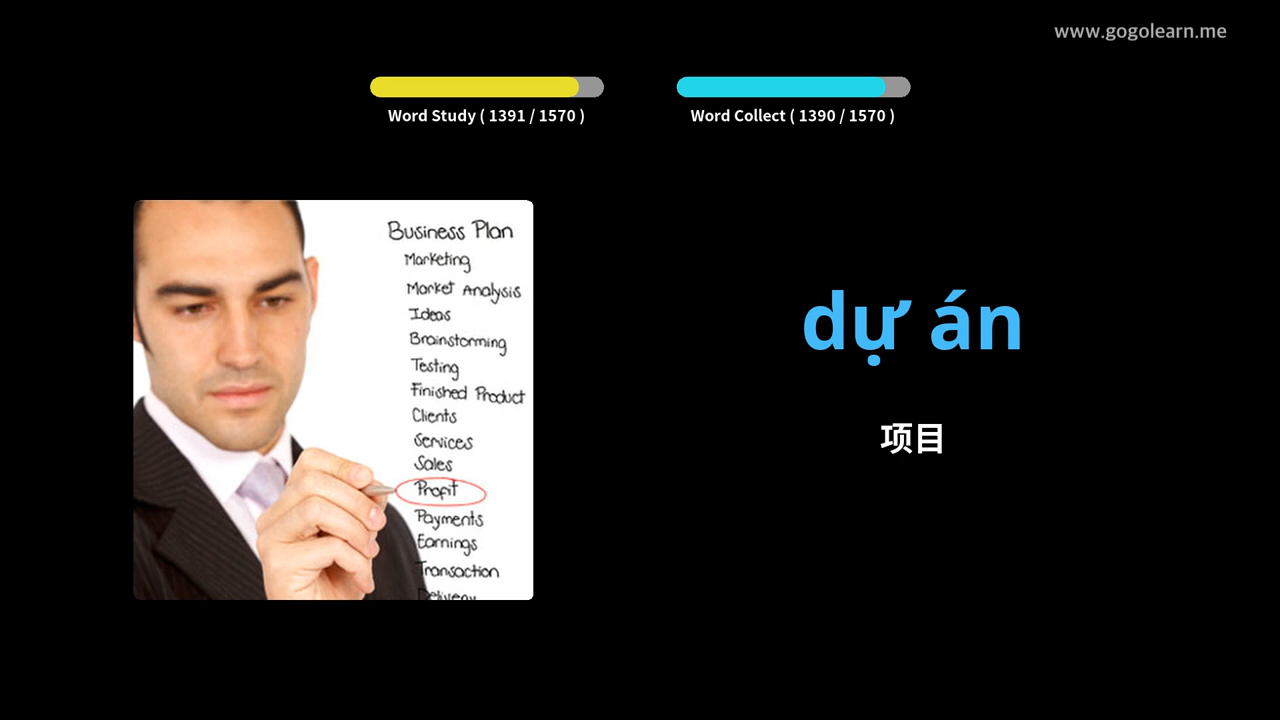 www.gogolearn.me
Word Study ( 1391 / 1570 )
Word Collect ( 1390 / 1570 )
Business Plan
Marketing
Market Analysis
Ideas
Brainstorming
Testing
Finished Product
Clients
Services
Sales
Profit
Payments
Earnings
Transaction
Delivery
dự án
项目